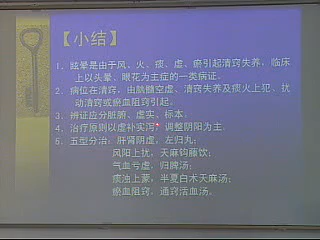 【小结】
1、眩晕是由于风、火、痰、虚、瘀引起清窍失养，临床
上以头晕、眼花为主症的一类病证。
2、病位在清窍，由脑髓空虚、清窍失养及痰火上犯、扰
动清窍或瘀血阻窍引起。
3、辨证应分脏腑、虚实、标本。
4、治疗原则以虚补实泻，调整阴阳为主。
5、五型分治：肝肾阴虚，左归丸；
风阳上扰，天麻钩藤饮；
气血亏虚，归脾汤；
痰浊上蒙，半夏白术天麻汤；
瘀血阻窍，通窍活血汤。